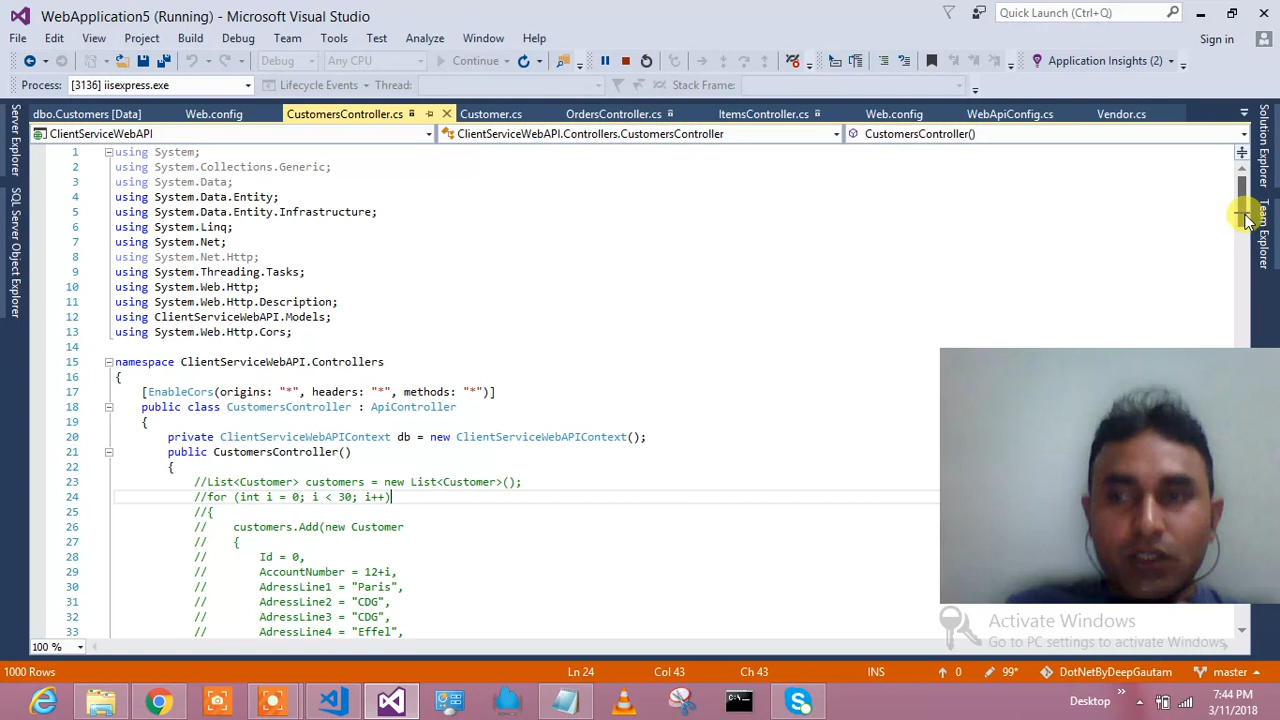 WebApplication5 (Running) - Microsoft Visual Studio
Quick Launch (Ctrl+Q)
File Edit View Project Build Debug Team Tools Test Analyze Window Help
Sign in
Debug Any CPU Continue Application Insights (2)
Process: [3136] iisexpress.exe Lifecycle Events Thread: Stack Frame:
dbo.Customers [Data] Web.config CustomersController.cs Customer.cs OrdersController.cs ItemsController.cs Web.config WebApiConfig.cs Vendor.cs
ClientServiceWebAPI ClientServiceWebAPI.Controllers.CustomersController CustomersController()
Server Explorer
SQL Server Object Explorer
Solution Explorer
Team Explorer
1 using System;
2 using System.Collections.Generic;
3 using System.Data;
4 using System.Data.Entity;
5 using System.Data.Entity.Infrastructure;
6 using System.Linq;
7 using System.Net;
8 using System.Net.Http;
9 using System.Threading.Tasks;
10 using System.Web.Http;
11 using System.Web.Http.Description;
12 using ClientServiceWebAPI.Models;
13 using System.Web.Http.Cors;
14
15 namespace ClientServiceWebAPI.Controllers
16 {
17 [EnableCors(origins: "*", headers: "*", methods: "*")]
18 public class CustomersController : ApiController
19 {
20 private ClientServiceWebAPIContext db = new ClientServiceWebAPIContext();
21 public CustomersController()
22 {
23 //List<Customer> customers = new List<Customer>();
24 //for (int i = 0; i < 30; i++)
25 //{
26 // customers.Add(new Customer
27 // {
28 // Id = 0,
29 // AccountNumber = 12+i,
30 // AdressLine1 = "Paris",
31 // AdressLine2 = "CDG",
32 // AdressLine3 = "CDG",
33 // AdressLine4 = "Effel",
Activate Windows
Go to PC settings to activate Windows.
100 %
1000 Rows Ln 24 Col 43 Ch 43 INS 0 99* DotNetByDeepGautam master
Desktop
7:44 PM
3/11/2018